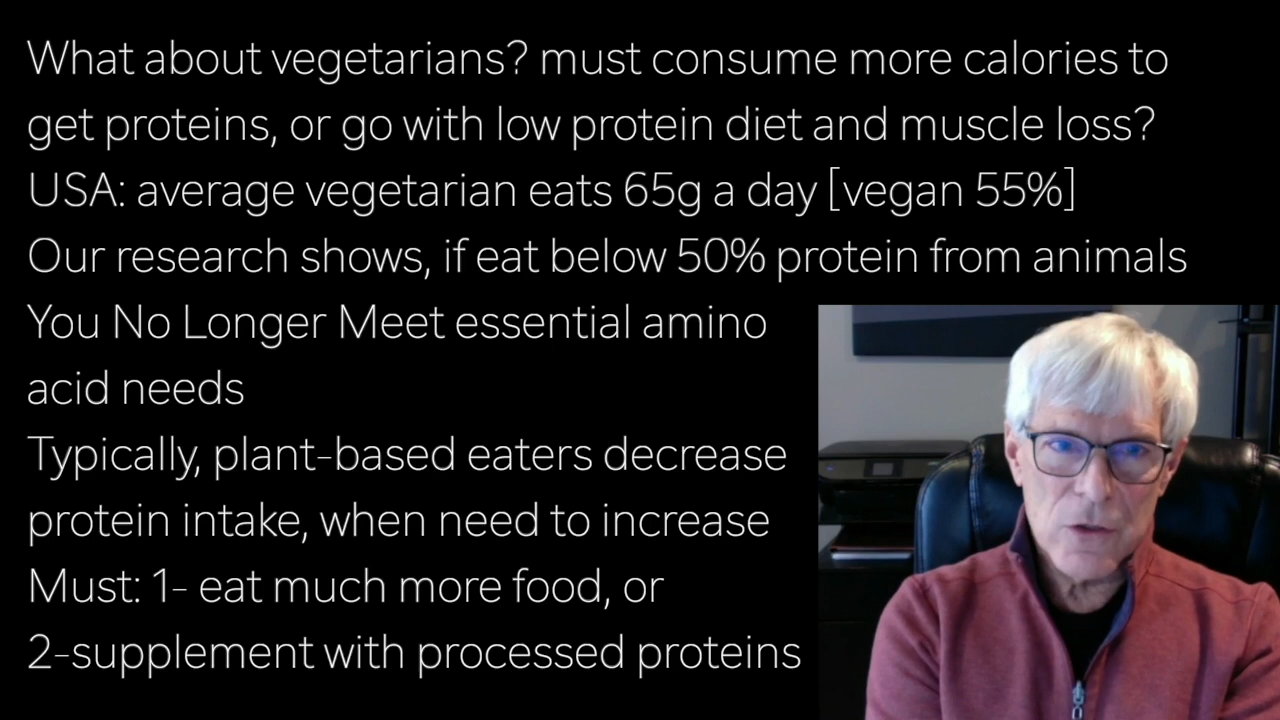 What about vegetarians? must consume more calories to
get proteins, or go with low protein diet and muscle loss?
USA: average vegetarian eats 65g a day [vegan 55%]
Our research shows, if eat below 50% protein from animals
You No Longer Meet essential amino
acid needs
Typically, plant-based eaters decrease
protein intake, when need to increase
Must: 1- eat much more food, or
2-supplement with processed proteins